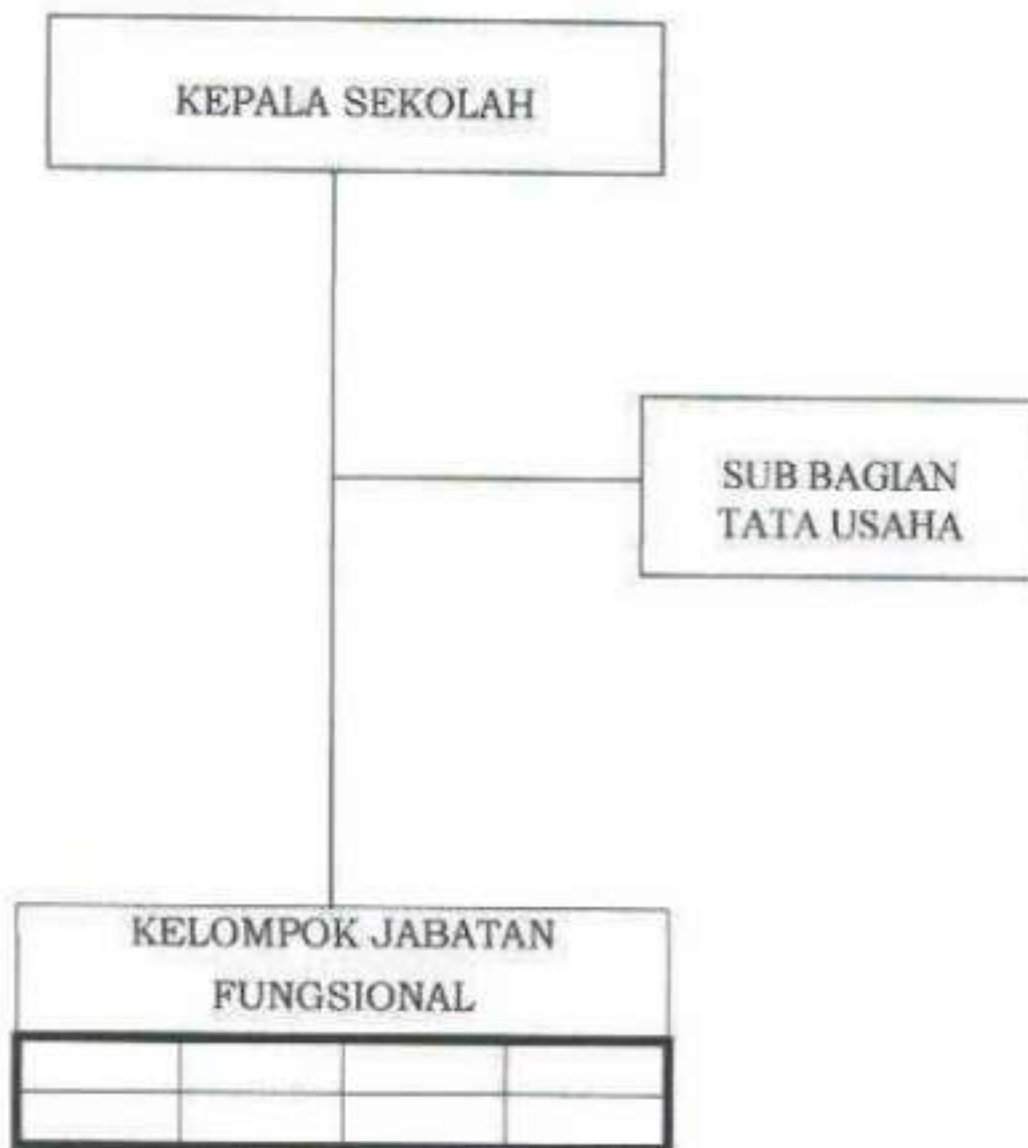 KEPALA SEKOLAH
SUB BAGIAN
TATA USAHA
KELOMPOK JABATAN
FUNGSIONAL